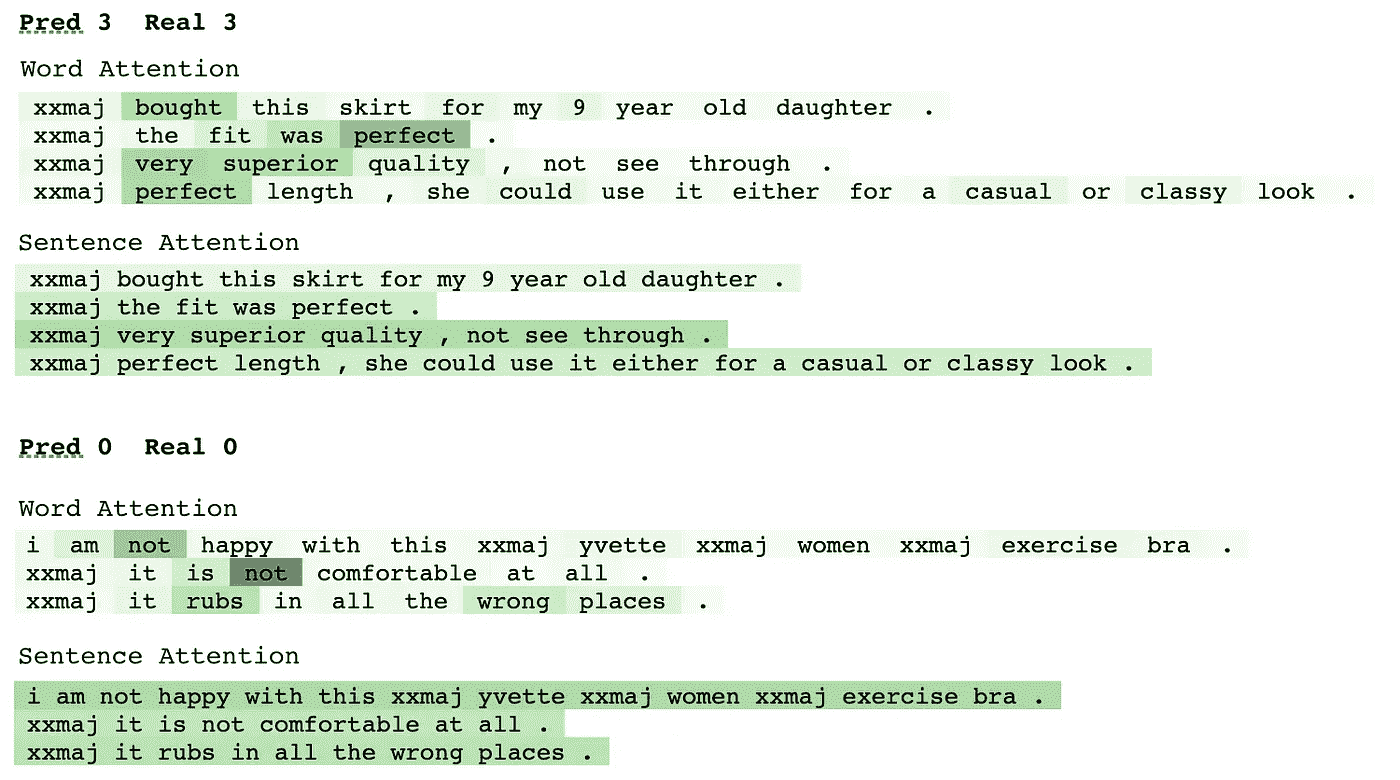 Pred 3 Real 3
Word Attention
xxmaj bought this skirt for my 9 year old daughter .
xxmaj the fit was perfect .
xxmaj very superior quality , not see through .
xxmaj perfect length , she could use it either for a casual or classy look .
Sentence Attention
xxmaj bought this skirt for my 9 year old daughter .
xxmaj the fit was perfect .
xxmaj very superior quality , not see through .
xxmaj perfect length , she could use it either for a casual or classy look .
Pred 0 Real 0
Word Attention
i am not happy with this xxmaj yvette xxmaj women xxmaj exercise bra .
xxmaj it is not comfortable at all .
xxmaj it rubs in all the wrong places .
Sentence Attention
i am not happy with this xxmaj yvette xxmaj women xxmaj exercise bra .
xxmaj it is not comfortable at all .
xxmaj it rubs in all the wrong places .